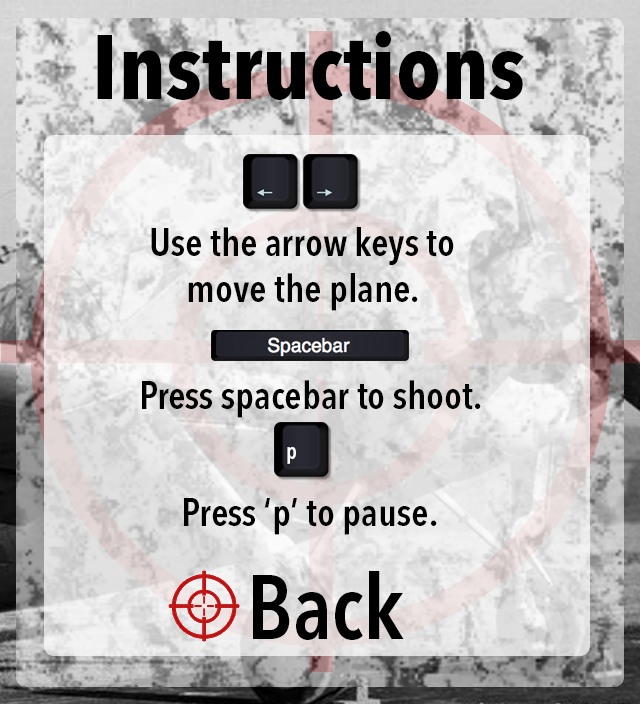 Instructions
← →
Use the arrow keys to
move the plane.
Spacebar
Press spacebar to shoot.
p
Press ‘p’ to pause.
Back